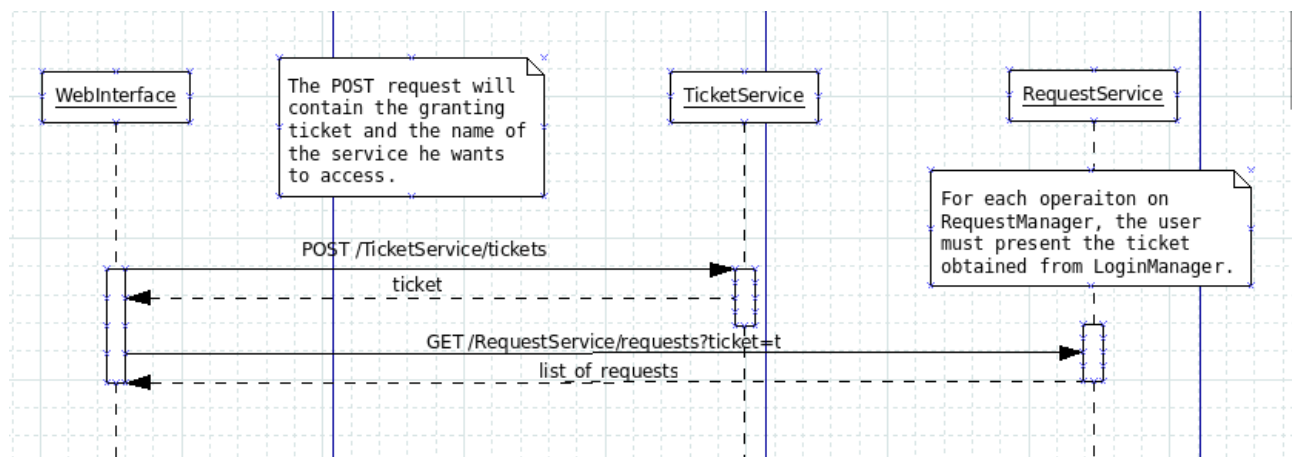 WebInterface
The POST request will
contain the granting
ticket and the name of
the service he wants
to access.
TicketService
RequestService
For each operaiton on
RequestManager, the user
must present the ticket
obtained from LoginManager.
POST /TicketService/tickets
ticket
GET /RequestService/requests?ticket=t
list_of_requests